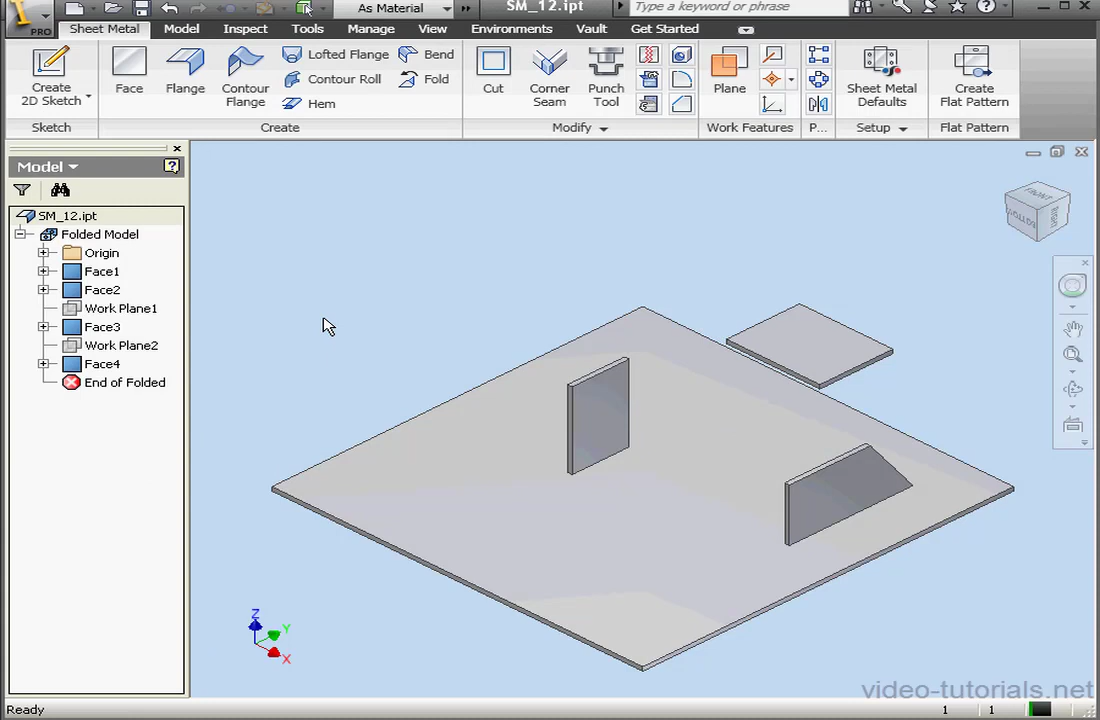 As Material
SM_12.ipt
Type a keyword or phrase
PRO
Sheet Metal
Model
Inspect
Tools
Manage
View
Environments
Vault
Get Started
Create
2D Sketch
Face
Flange
Contour
Flange
Lofted Flange
Contour Roll
Hem
Bend
Fold
Cut
Corner
Seam
Punch
Tool
Plane
Sheet Metal
Defaults
Create
Flat Pattern
Sketch
Create
Modify
Work Features
P...
Setup
Flat Pattern
Model
SM_12.ipt
Folded Model
Origin
Face1
Face2
Work Plane1
Face3
Work Plane2
Face4
End of Folded
FRONT
RIGHT
BOTTOM
Z
Y
X
video-tutorials.net
Ready
1
1